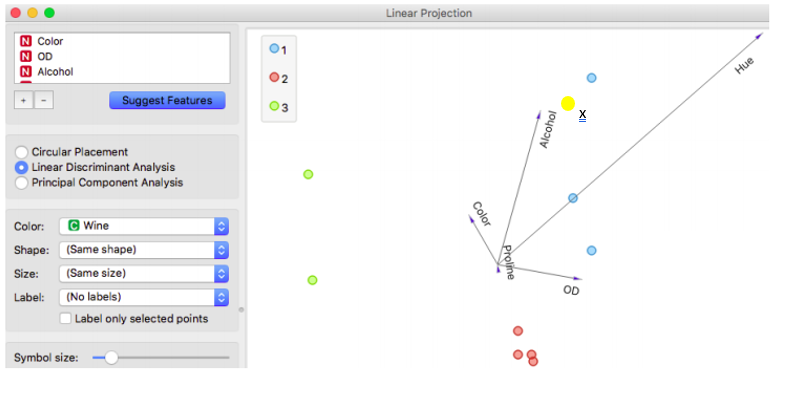 Linear Projection
N Color
N OD
N Alcohol
+ −
Suggest Features
Circular Placement
Linear Discriminant Analysis
Principal Component Analysis
Color: C Wine
Shape: (Same shape)
Size: (Same size)
Label: (No labels)
Label only selected points
Symbol size:
1
2
3
Hue
x
Alcohol
Color
Proline
OD